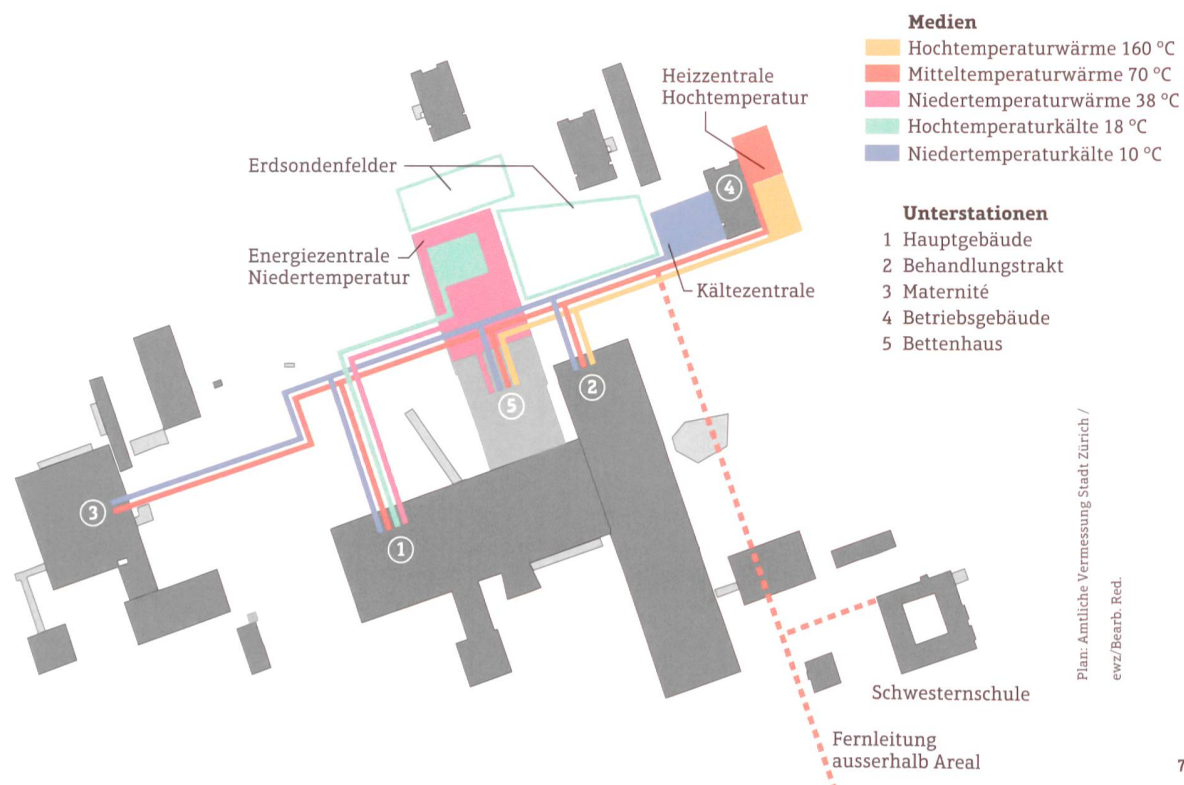 Medien
Hochtemperaturwärme 160 °C
Mitteltemperaturwärme 70 °C
Niedertemperaturwärme 38 °C
Hochtemperaturkälte 18 °C
Niedertemperaturkälte 10 °C
Unterstationen
1 Hauptgebäude
2 Behandlungstrakt
3 Maternité
4 Betriebsgebäude
5 Bettenhaus
Heizzentrale
Hochtemperatur
Erdsondenfelder
4
Energiezentrale
Niedertemperatur
Kältezentrale
5
2
3
1
Schwesternschule
Fernleitung
ausserhalb Areal
Plan: Amtliche Vermessung Stadt Zürich /
ewz/Bearb. Red.
7